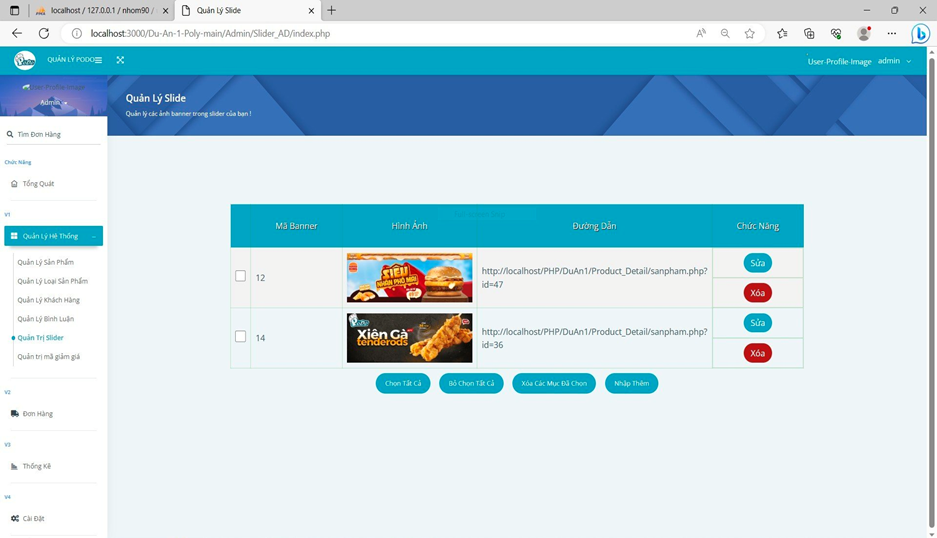 localhost / 127.0.0.1 / nhom90 /
Quản Lý Slide
localhost:3000/Du-An-1-Poly-main/Admin/Slider_AD/index.php
QUẢN LÝ PODO
User-Profile-Image
admin
User-Profile-Image
Admin
Quản Lý Slide
Quản lý các ảnh banner trong slider của bạn !
Tìm Đơn Hàng
Chức Năng
Tổng Quát
V1
Quản Lý Hệ Thống
Quản Lý Sản Phẩm
Quản Lý Loại Sản Phẩm
Quản Lý Khách Hàng
Quản Lý Bình Luận
Quản Trị Slider
Quản trị mã giảm giá
V2
Đơn Hàng
V3
Thống Kê
V4
Cài Đặt
Mã Banner
Hình Ảnh
Đường Dẫn
Chức Năng
12
SIÊU
NHÂN PHÔ MAI
http://localhost/PHP/DuAn1/Product_Detail/sanpham.php?
id=47
Sửa
Xóa
14
Xiên Gà
tenderods
http://localhost/PHP/DuAn1/Product_Detail/sanpham.php?
id=36
Sửa
Xóa
Chọn Tất Cả
Bỏ Chọn Tất Cả
Xóa Các Mục Đã Chọn
Nhập Thêm